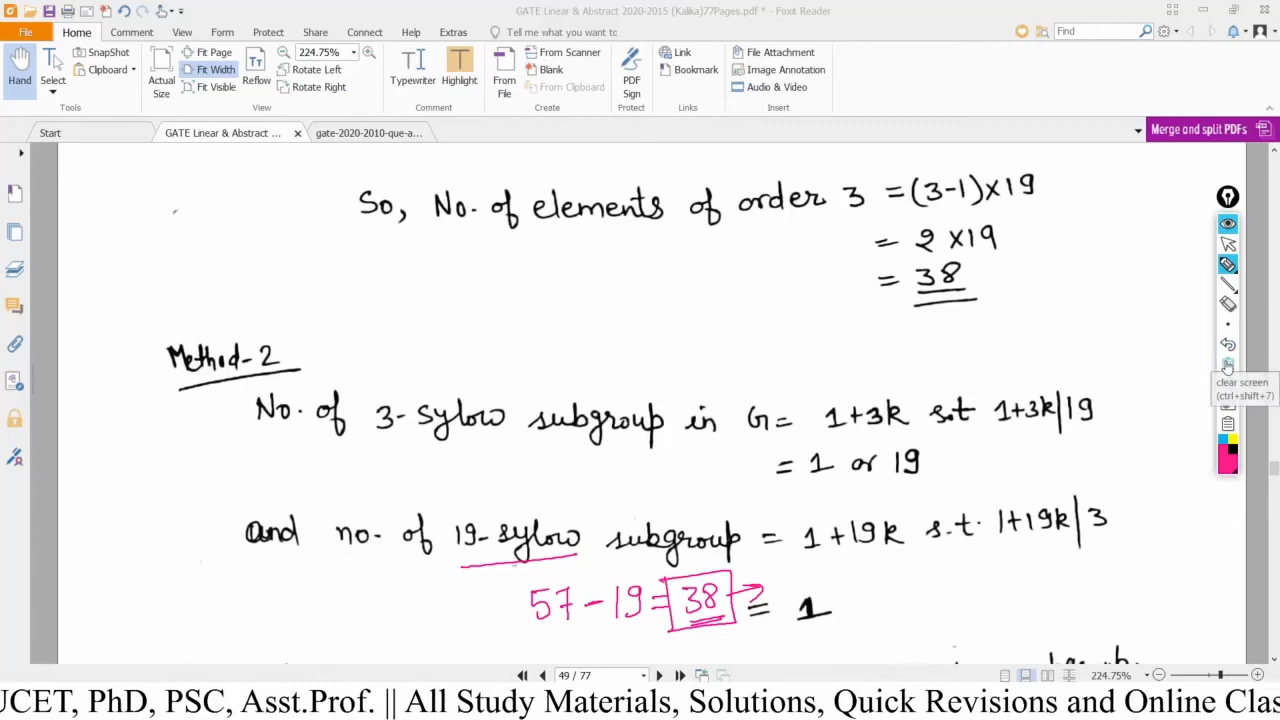 GATE Linear & Abstract 2020-2015 (Kalika)77Pages.pdf * - Foxit Reader
File Home Comment View Form Protect Share Connect Help Extras Tell me what you want tc Find
SnapShot Fit Page 224.75% From Scanner Link File Attachment
Clipboard Fit Width Rotate Left Blank Bookmark Image Annotation
Hand Select Actual Size Reflow Fit Visible Rotate Right Typewriter Highlight From File From Clipboard PDF Sign Audio & Video
Tools View Comment Create Protect Links Insert
Start GATE Linear & Abstract ... gate-2020-2010-que-a... Merge and split PDFs
So, No. of elements of order 3 = (3-1)×19
= 2×19
= 38
Method-2
clear screen
(ctrl+shift+7)
No. of 3-Sylow subgroup in G = 1+3k s.t 1+3k|19
= 1 or 19
and no. of 19-sylow subgroup = 1+19k s.t. 1+19k|3
57-19=38→3
= 1
49 / 77 224.75%
UCET, PhD, PSC, Asst.Prof. || All Study Materials, Solutions, Quick Revisions and Online Clas